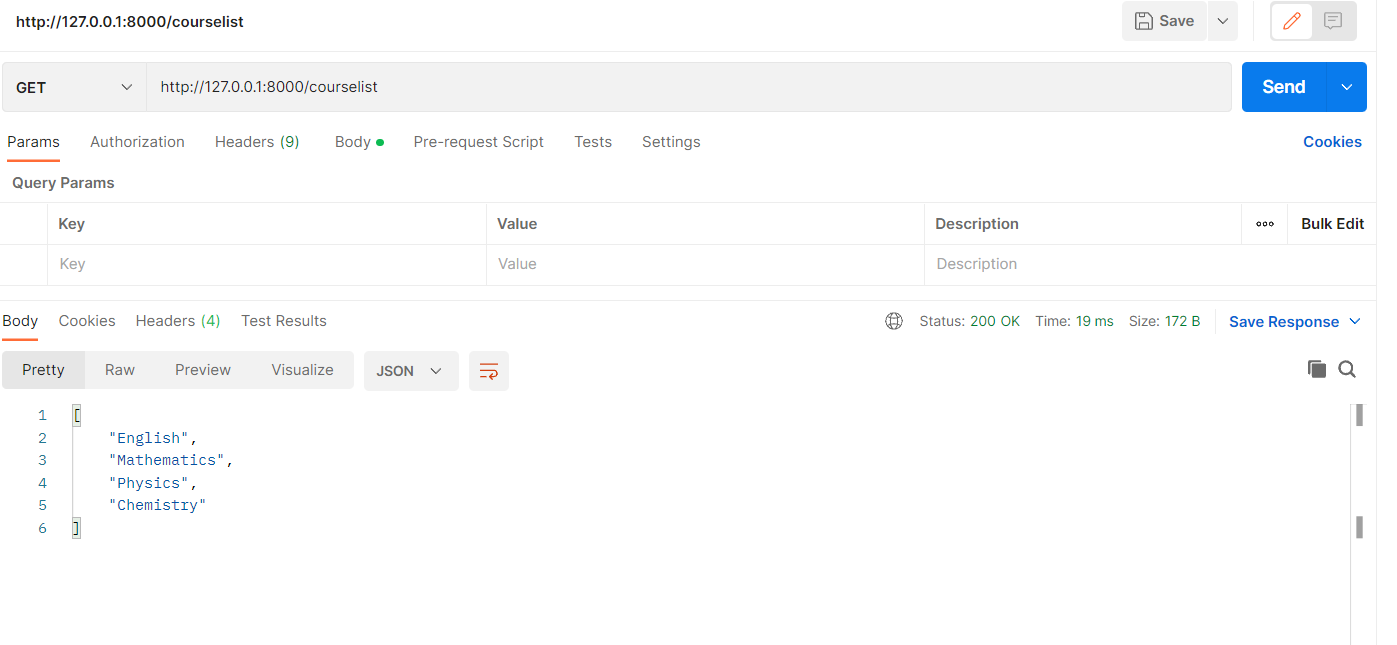 http://127.0.0.1:8000/courselist Save
GET http://127.0.0.1:8000/courselist Send
Params Authorization Headers (9) Body Pre-request Script Tests Settings Cookies
Query Params
Key Value Description Bulk Edit
Key Value Description
Body Cookies Headers (4) Test Results Status: 200 OK Time: 19 ms Size: 172 B Save Response
Pretty Raw Preview Visualize JSON
1 [
2 "English",
3 "Mathematics",
4 "Physics",
5 "Chemistry"
6 ]